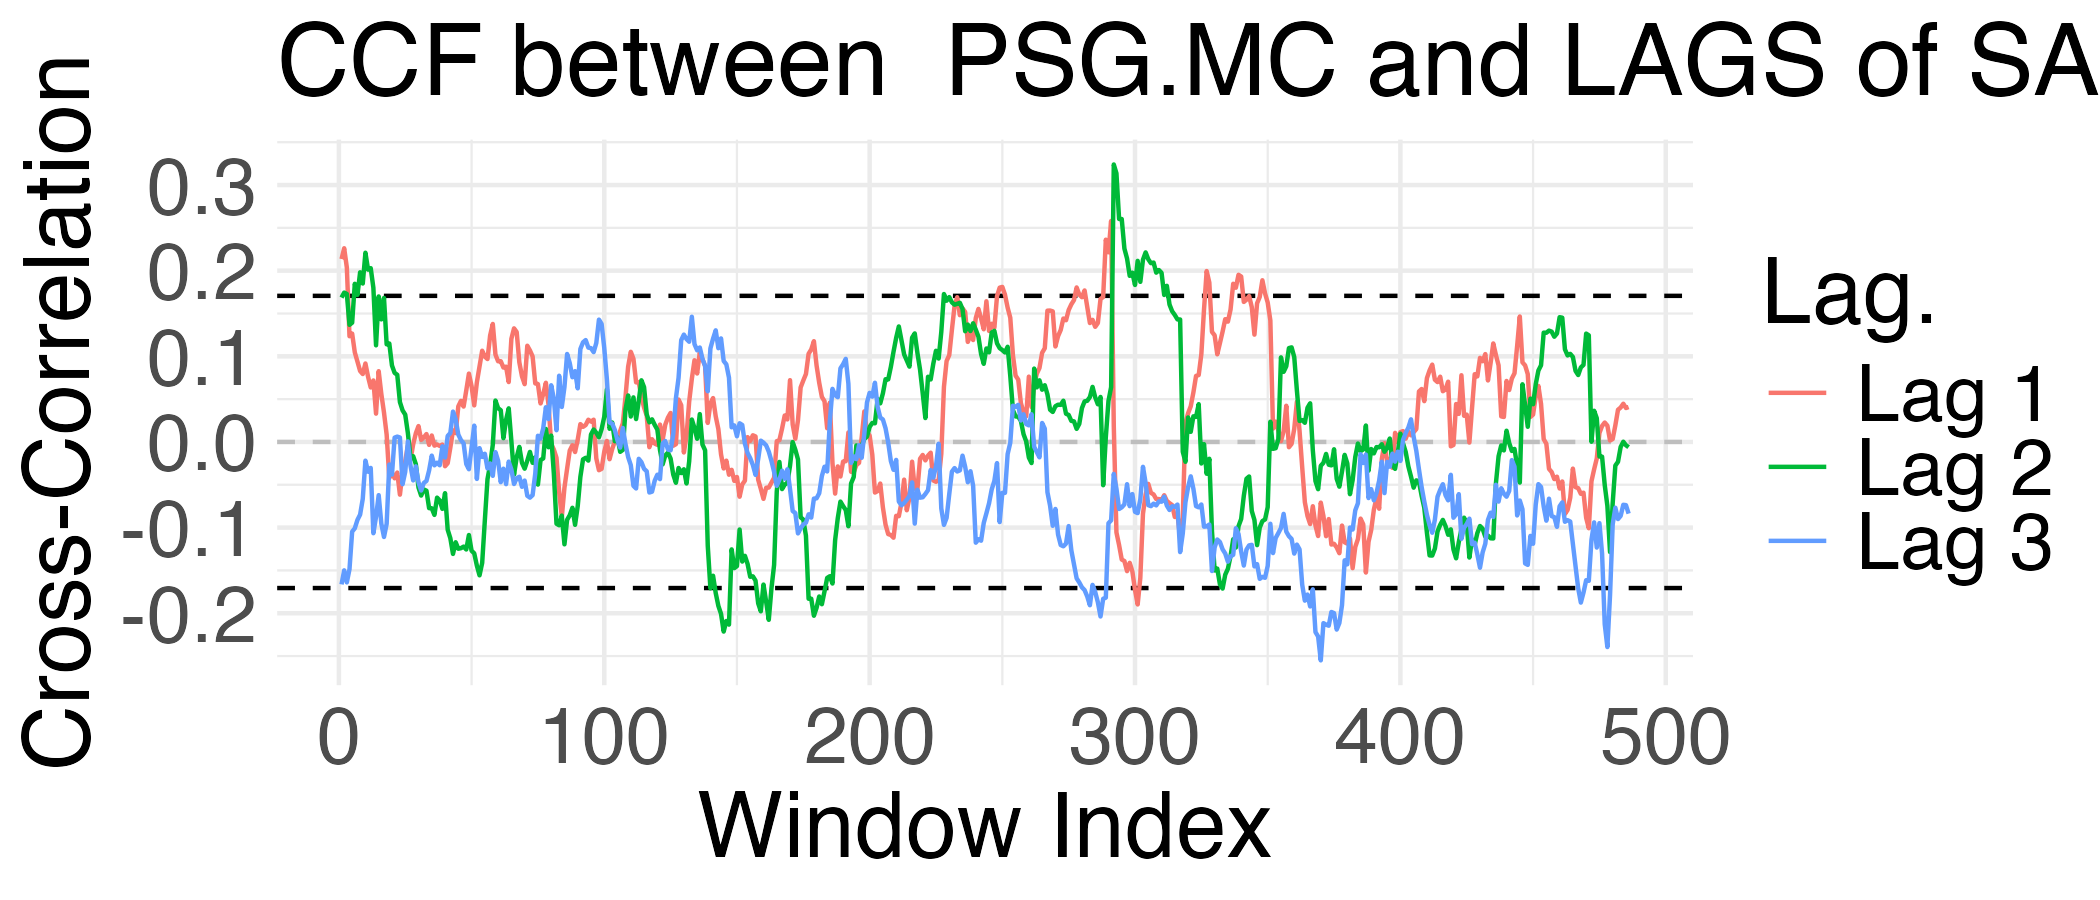 CCF between  PSG.MC and LAGS of SA
Cross-Correlation
0.3
0.2
0.1
0.0
-0.1
-0.2
0 100 200 300 400 500
Window Index
Lag.
Lag 1
Lag 2
Lag 3